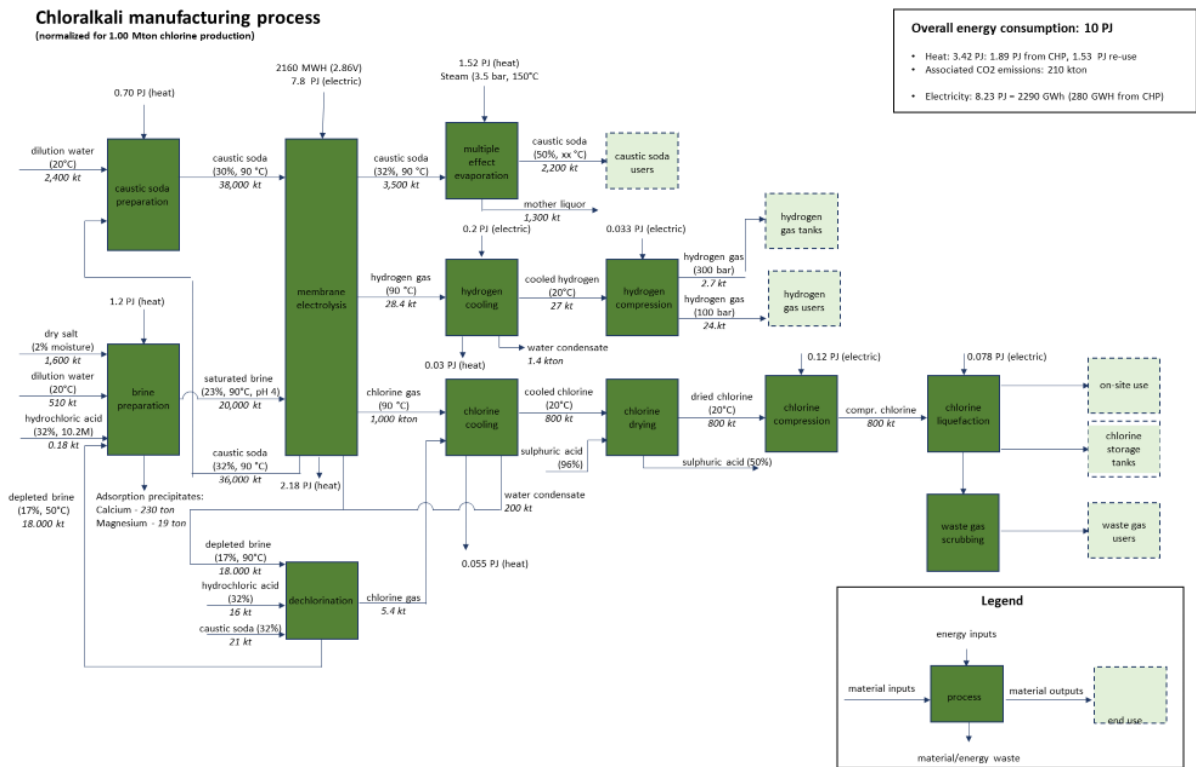 Chloralkali manufacturing process
(normalized for 1.00 Mton chlorine production)
Overall energy consumption: 10 PJ
• Heat: 3.42 PJ: 1.89 PJ from CHP, 1.53 PJ re-use
• Associated CO2 emissions: 210 kton
• Electricity: 8.23 PJ = 2290 GWh (280 GWH from CHP)
0.70 PJ (heat)
2160 MWH (2.86V)
7.8 PJ (electric)
1.52 PJ (heat)
Steam (3.5 bar, 150°C
dilution water
(20°C)
2,400 kt
caustic soda
preparation
caustic soda
(30%, 90 °C)
38,000 kt
membrane
electrolysis
caustic soda
(32%, 90 °C)
3,500 kt
multiple
effect
evaporation
caustic soda
(50%, xx °C)
2,200 kt
caustic soda
users
mother liquor
1,300 kt
0.2 PJ (electric)
0.033 PJ (electric)
hydrogen gas
(90 °C)
28.4 kt
hydrogen
cooling
cooled hydrogen
(20°C)
27 kt
hydrogen
compression
hydrogen gas
(300 bar)
2.7 kt
hydrogen
gas tanks
hydrogen gas
(100 bar)
24.kt
hydrogen
gas users
0.03 PJ (heat)
water condensate
1.4 kton
1.2 PJ (heat)
dry salt
(2% moisture)
1,600 kt
dilution water
(20°C)
510 kt
hydrochloric acid
(32%, 10.2M)
0.18 kt
brine
preparation
saturated brine
(23%, 90°C, pH 4)
20,000 kt
caustic soda
(32%, 90 °C)
36,000 kt
depleted brine
(17%, 50°C)
18.000 kt
Adsorption precipitates:
Calcium - 230 ton
Magnesium - 19 ton
2.18 PJ (heat)
chlorine gas
(90 °C)
1,000 kton
chlorine
cooling
cooled chlorine
(20°C)
800 kt
sulphuric acid
(96%)
chlorine
drying
dried chlorine
(20°C)
800 kt
sulphuric acid (50%)
0.12 PJ (electric)
chlorine
compression
compr. chlorine
800 kt
0.078 PJ (electric)
chlorine
liquefaction
on-site use
chlorine
storage
tanks
water condensate
200 kt
waste gas
scrubbing
waste gas
users
0.055 PJ (heat)
depleted brine
(17%, 90°C)
18.000 kt
hydrochloric acid
(32%)
16 kt
caustic soda (32%)
21 kt
dechlorination
chlorine gas
5.4 kt
Legend
energy inputs
material inputs
process
material outputs
end use
material/energy waste